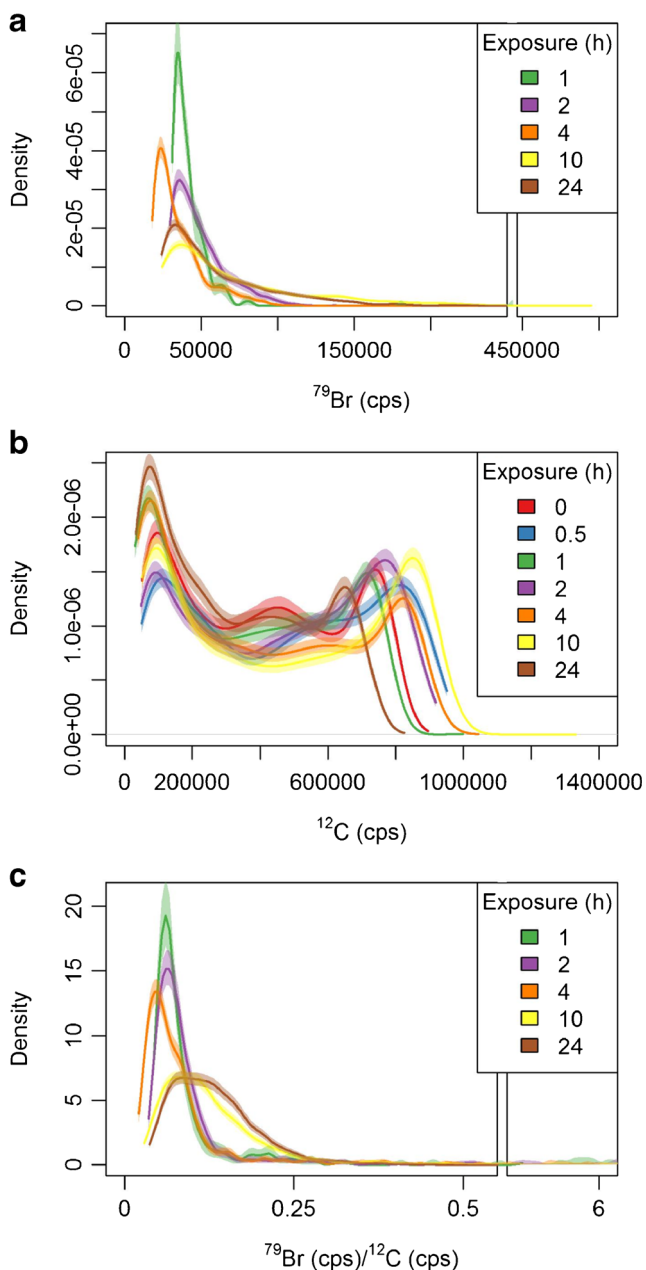 a
Exposure (h)
1
2
4
10
24
Density
6e-05
4e-05
2e-05
0
0 50000 150000 450000
⁷⁹Br (cps)
b
Exposure (h)
0
0.5
1
2
4
10
24
Density
2.0e-06
1.0e-06
0.0e+00
0 200000 600000 1000000 1400000
¹²C (cps)
c
Exposure (h)
1
2
4
10
24
Density
20
15
10
5
0
0 0.25 0.5 6
⁷⁹Br (cps)/¹²C (cps)